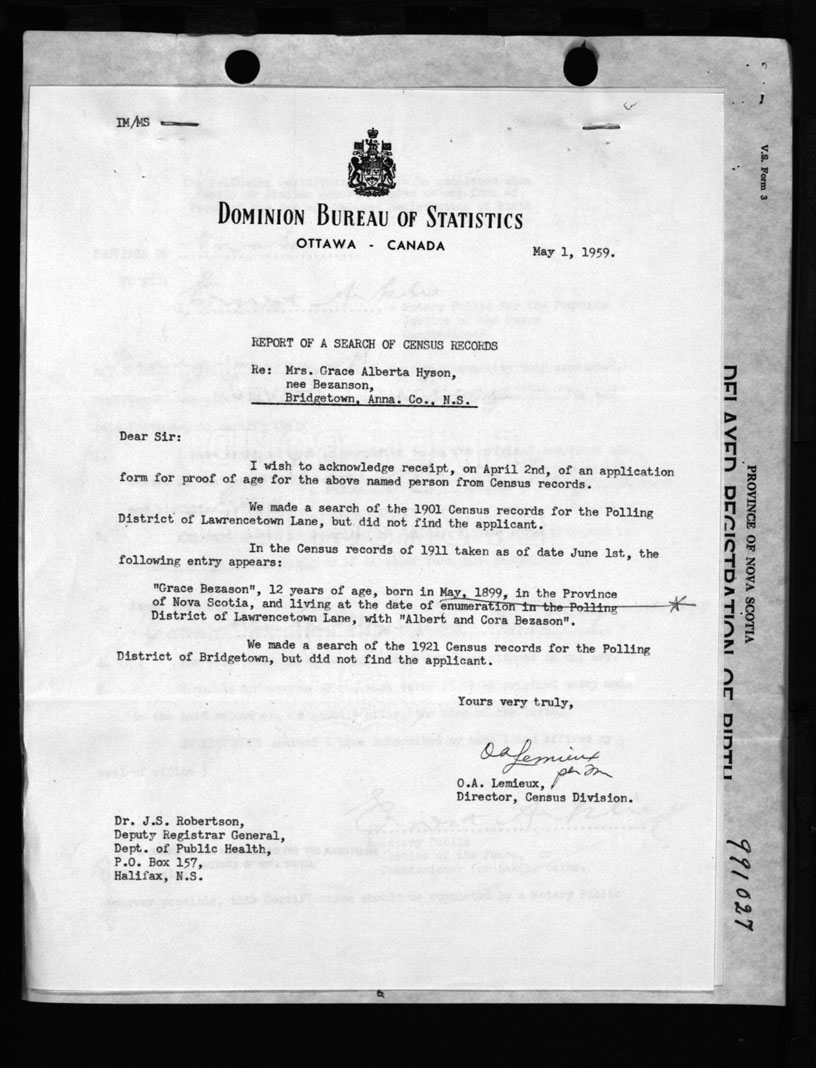 IM/MS
DOMINION BUREAU OF STATISTICS
OTTAWA - CANADA
May 1, 1959.
REPORT OF A SEARCH OF CENSUS RECORDS
Re: Mrs. Grace Alberta Hyson,
nee Bezanson,
Bridgetown, Anna. Co., N.S.
Dear Sir:
I wish to acknowledge receipt, on April 2nd, of an application
form for proof of age for the above named person from Census records.
We made a search of the 1901 Census records for the Polling
District of Lawrencetown Lane, but did not find the applicant.
In the Census records of 1911 taken as of date June 1st, the
following entry appears:
"Grace Bezason", 12 years of age, born in May, 1899, in the Province
of Nova Scotia, and living at the date of enumeration in the Polling
District of Lawrencetown Lane, with "Albert and Cora Bezason".
We made a search of the 1921 Census records for the Polling
District of Bridgetown, but did not find the applicant.
Yours very truly,
OA Lemieux
per
O.A. Lemieux,
Director, Census Division.
Dr. J.S. Robertson,
Deputy Registrar General,
Dept. of Public Health,
P.O. Box 157,
Halifax, N.S.
V.S. Form 3
PROVINCE OF NOVA SCOTIA
DELAYED REGISTRATION OF BIRTH
991027